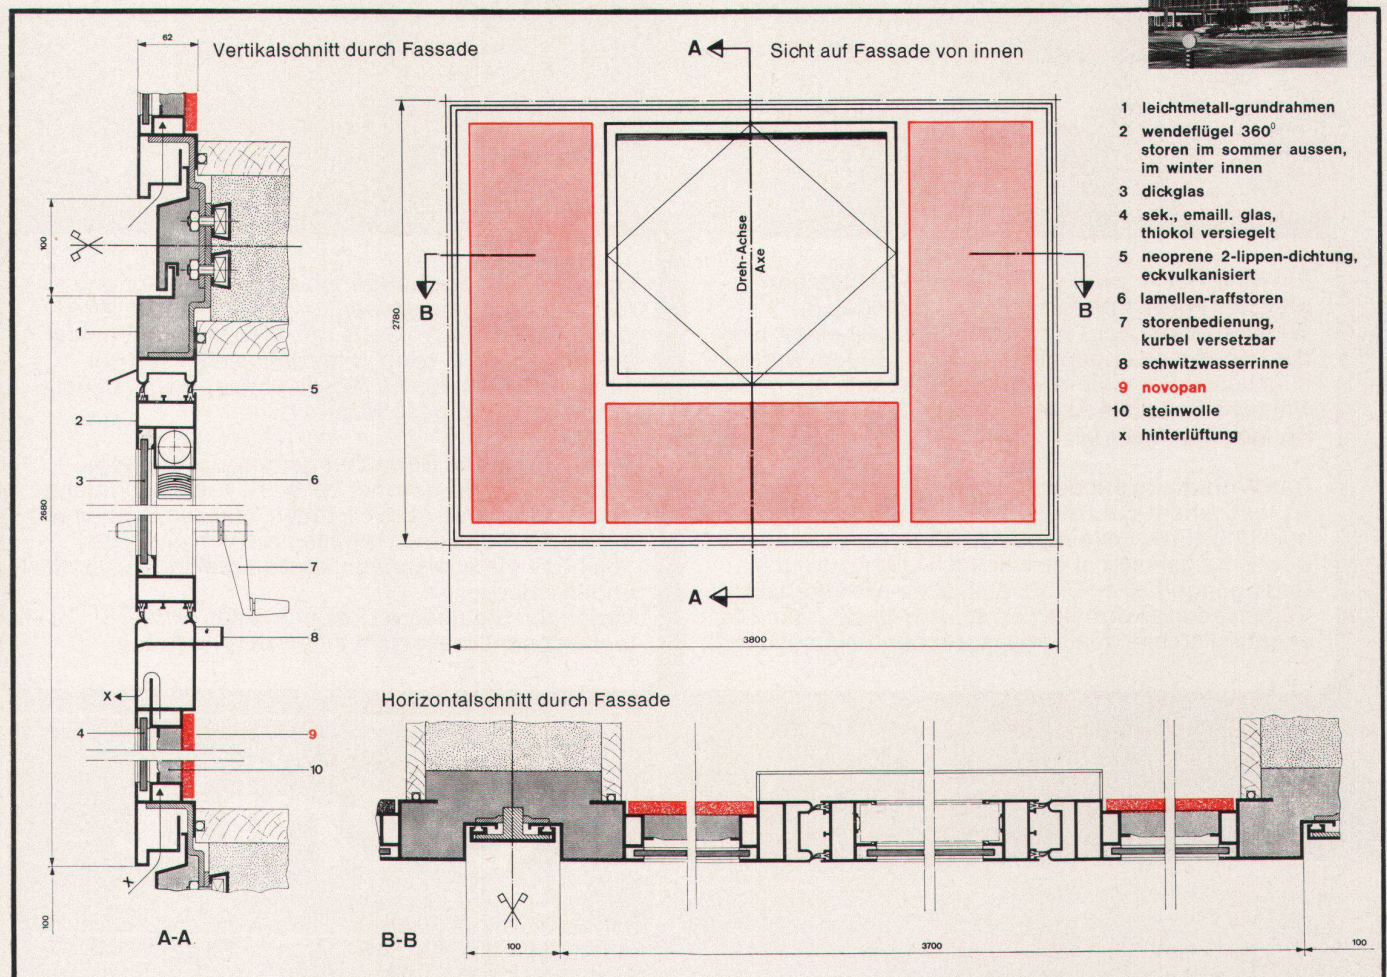 62
Vertikalschnitt durch Fassade
A
Sicht auf Fassade von innen
1 leichtmetall-grundrahmen
2 wendeflügel 360°
storen im sommer aussen,
im winter innen
3 dickglas
4 sek., emaill. glas,
thiokol versiegelt
5 neoprene 2-lippen-dichtung,
eckvulkanisiert
6 lamellen-raffstoren
7 storenbedienung,
kurbel versetzbar
8 schwitzwasserrinne
9 novopan
10 steinwolle
x hinterlüftung
100
2680
100
1
2
3
4
5
6
7
8
9
10
x
x
A-A
2780
B
Dreh-Achse
Axe
B
A
3800
Horizontalschnitt durch Fassade
B-B
100
3700
100